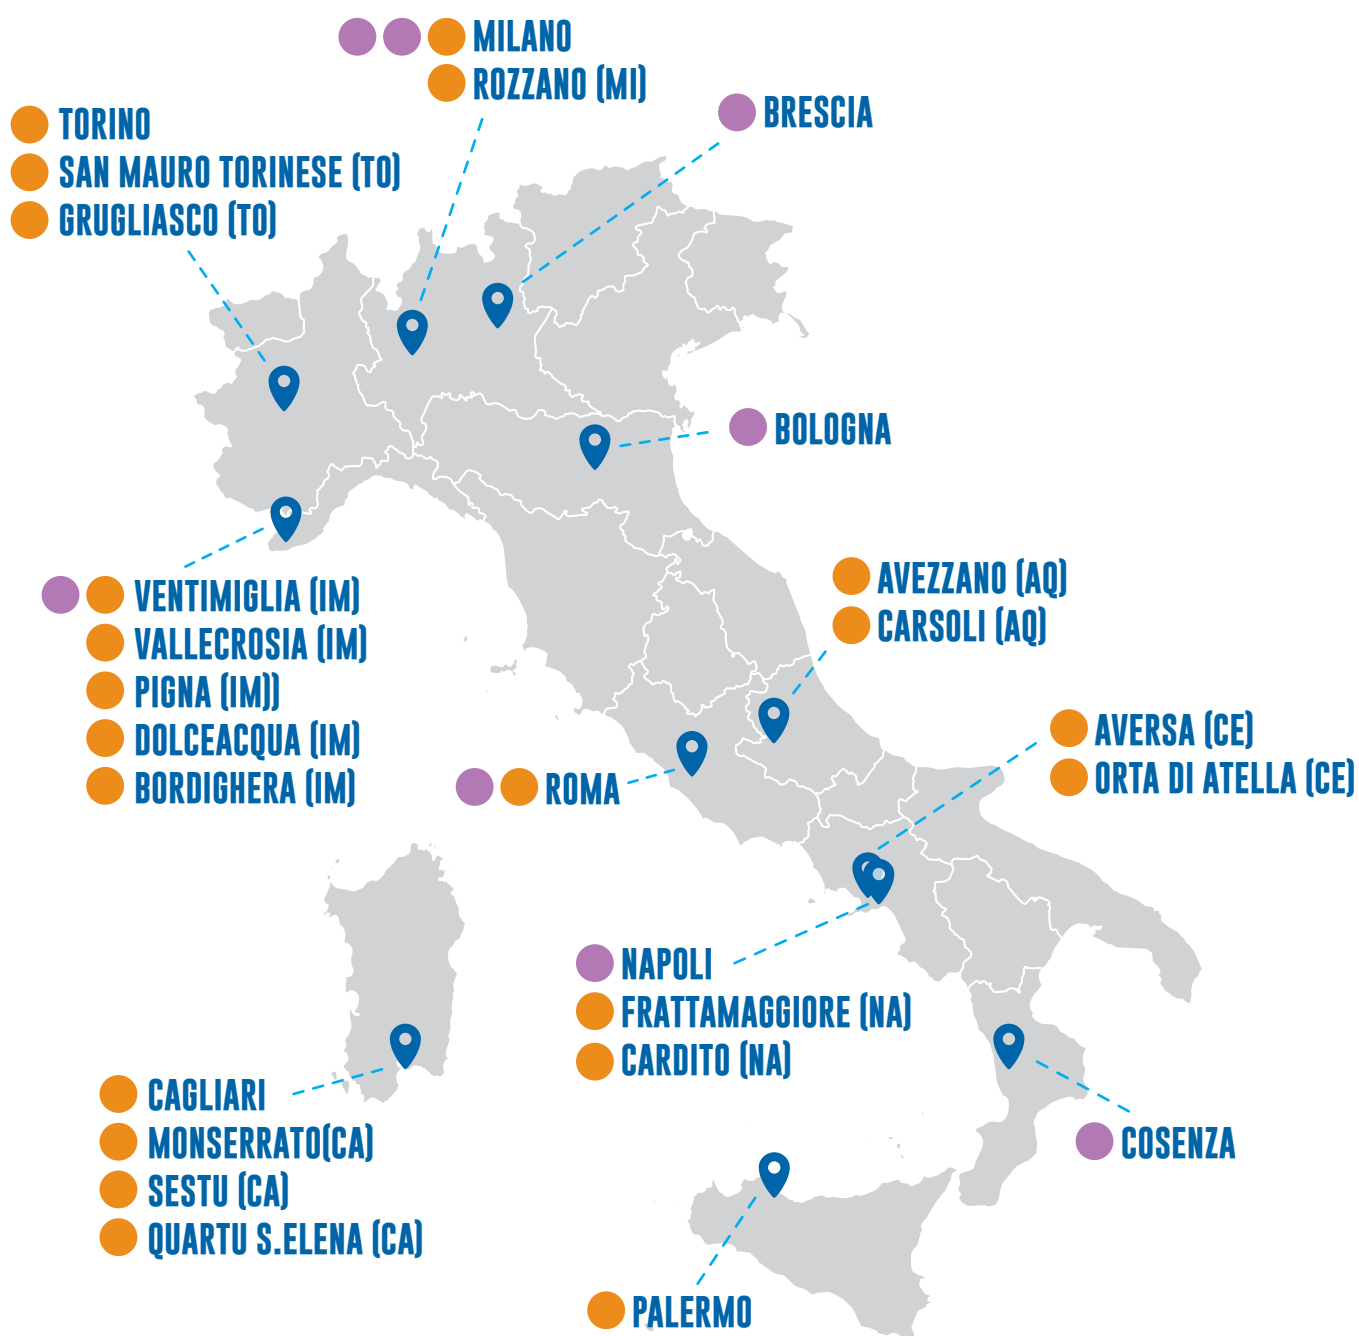 MILANO
ROZZANO (MI)
BRESCIA
TORINO
SAN MAURO TORINESE (TO)
GRUGLIASCO (TO)
BOLOGNA
VENTIMIGLIA (IM)
VALLECROSIA (IM)
PIGNA (IM))
DOLCEACQUA (IM)
BORDIGHERA (IM)
AVEZZANO (AQ)
CARSOLI (AQ)
ROMA
AVERSA (CE)
ORTA DI ATELLA (CE)
NAPOLI
FRATTAMAGGIORE (NA)
CARDITO (NA)
CAGLIARI
MONSERRATO(CA)
SESTU (CA)
QUARTU S.ELENA (CA)
COSENZA
PALERMO